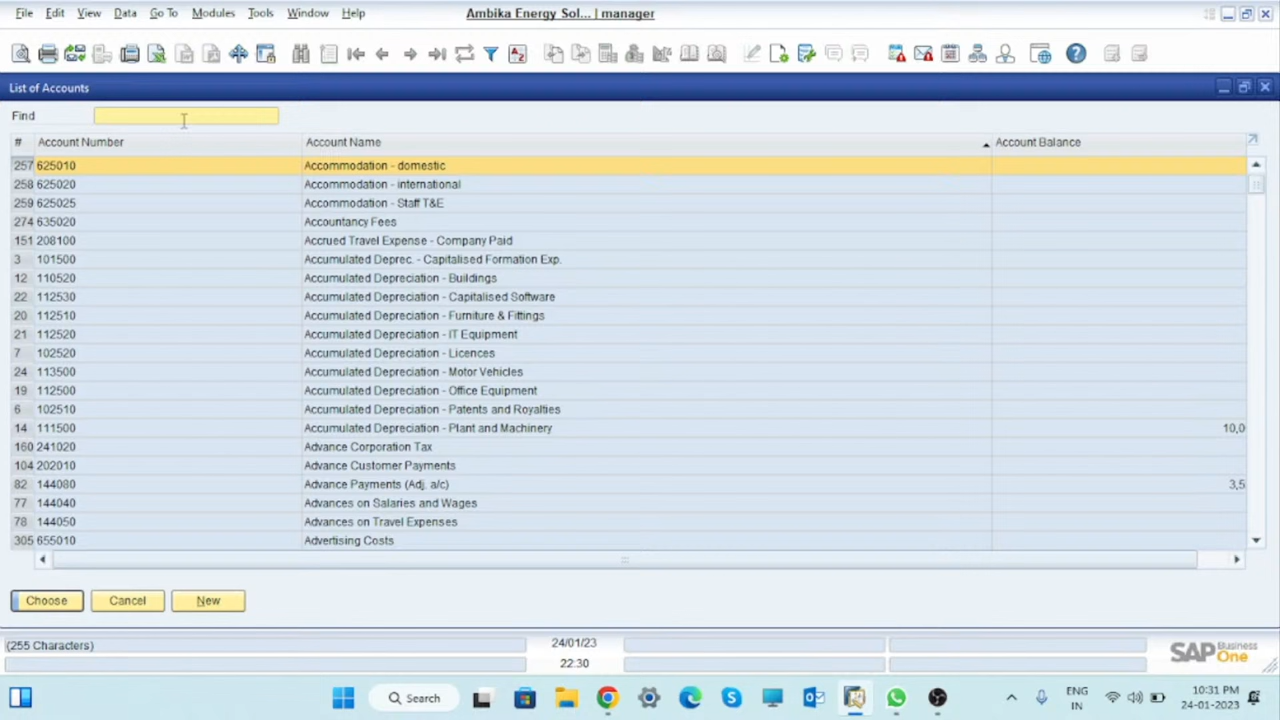 File Edit View Data Go To Modules Tools Window Help Ambika Energy Sol... | manager
List of Accounts
Find
# Account Number Account Name Account Balance
257 625010 Accommodation - domestic
258 625020 Accommodation - international
259 625025 Accommodation - Staff T&E
274 635020 Accountancy Fees
151 208100 Accrued Travel Expense - Company Paid
3 101500 Accumulated Deprec. - Capitalised Formation Exp.
12 110520 Accumulated Depreciation - Buildings
22 112530 Accumulated Depreciation - Capitalised Software
20 112510 Accumulated Depreciation - Furniture & Fittings
21 112520 Accumulated Depreciation - IT Equipment
7 102520 Accumulated Depreciation - Licences
24 113500 Accumulated Depreciation - Motor Vehicles
19 112500 Accumulated Depreciation - Office Equipment
6 102510 Accumulated Depreciation - Patents and Royalties
14 111500 Accumulated Depreciation - Plant and Machinery 10,0
160 241020 Advance Corporation Tax
104 202010 Advance Customer Payments
82 144080 Advance Payments (Adj. a/c) 3,5
77 144040 Advances on Salaries and Wages
78 144050 Advances on Travel Expenses
305 655010 Advertising Costs
Choose Cancel New
(255 Characters) 24/01/23
22:30
SAP Business One
Search ENG IN 10:31 PM 24-01-2023